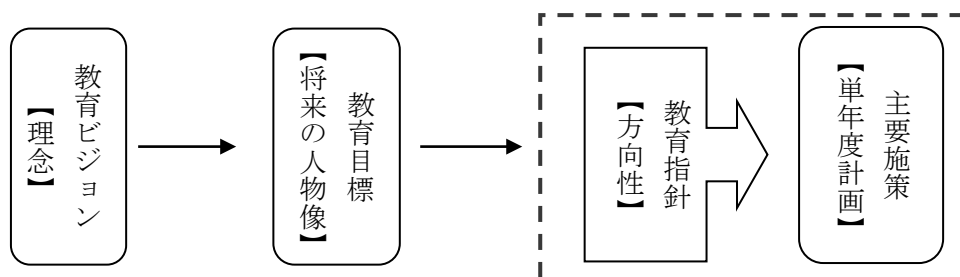 教育ビジョン
【理念】
教育目標
【将来の人物像】
教育指針
【方向性】
主要施策
【単年度計画】